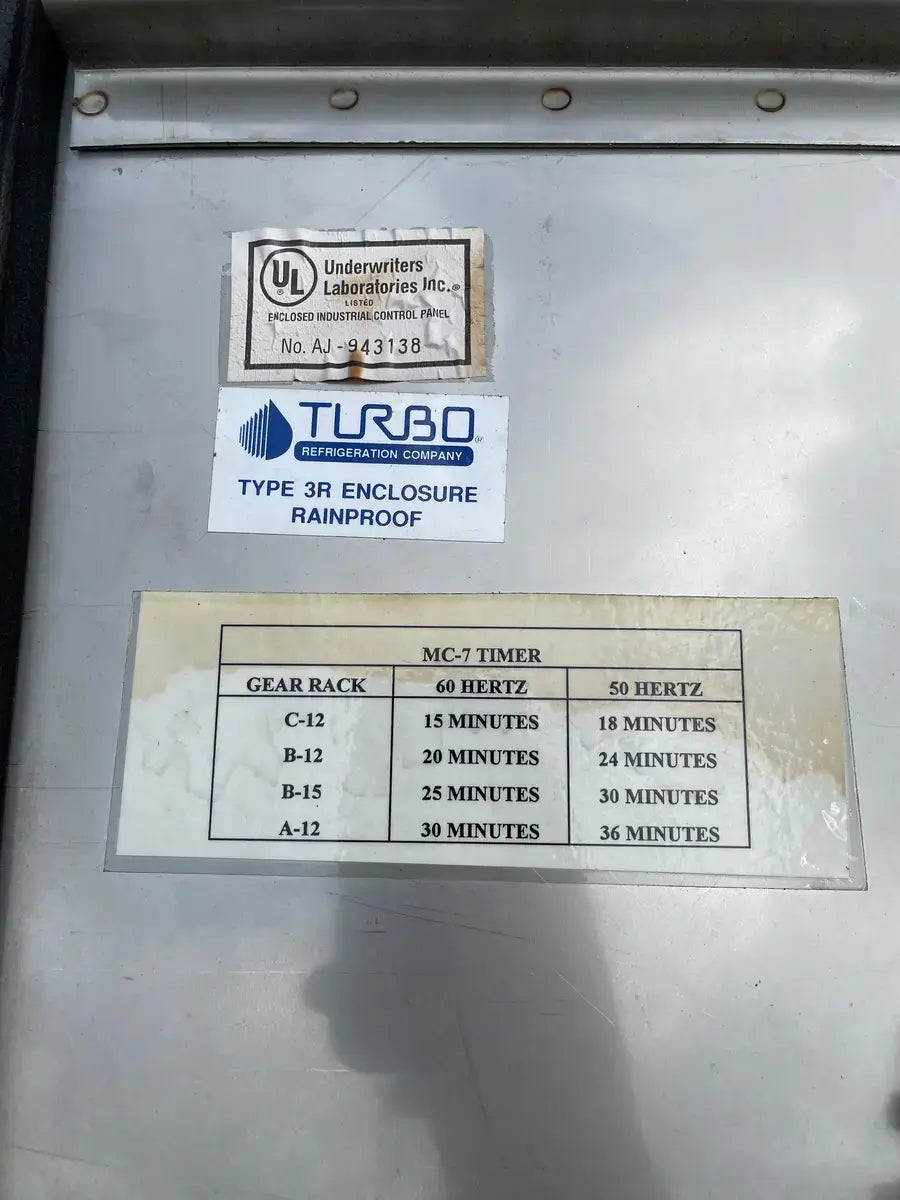 UL ®
Underwriters
Laboratories Inc.®
LISTED
ENCLOSED INDUSTRIAL CONTROL PANEL
No. AJ - 943138
TURBO®
REFRIGERATION COMPANY
TYPE 3R ENCLOSURE
RAINPROOF
MC-7 TIMER
GEAR RACK 60 HERTZ 50 HERTZ
C-12 15 MINUTES 18 MINUTES
B-12 20 MINUTES 24 MINUTES
B-15 25 MINUTES 30 MINUTES
A-12 30 MINUTES 36 MINUTES